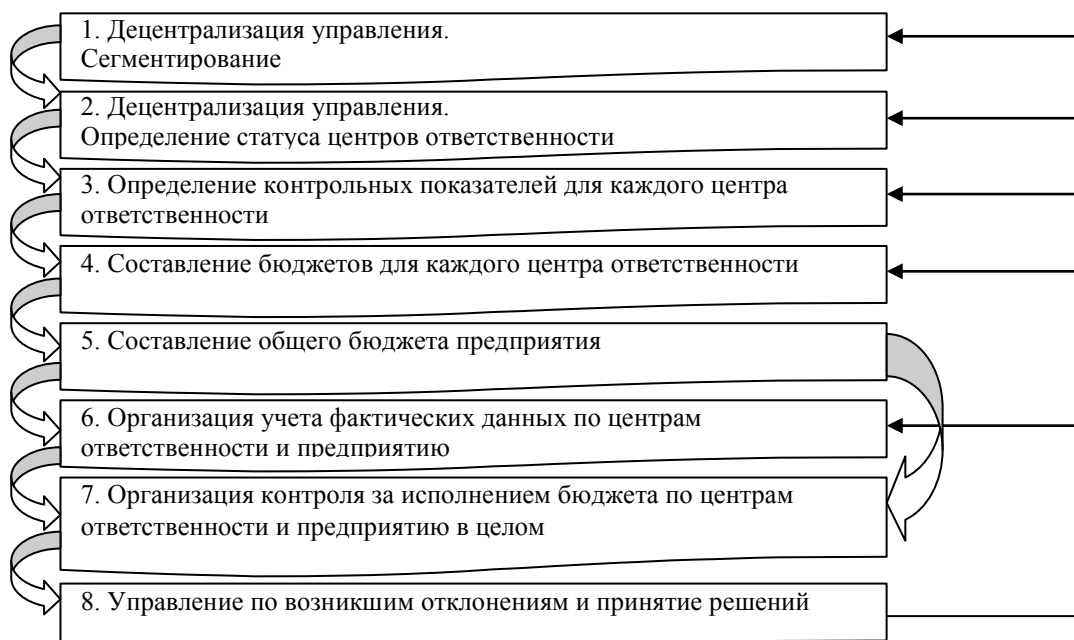 1. Децентрализация управления.
Сегментирование
2. Децентрализация управления.
Определение статуса центров ответственности
3. Определение контрольных показателей для каждого центра
ответственности
4. Составление бюджетов для каждого центра ответственности
5. Составление общего бюджета предприятия
6. Организация учета фактических данных по центрам
ответственности и предприятию
7. Организация контроля за исполнением бюджета по центрам
ответственности и предприятию в целом
8. Управление по возникшим отклонениям и принятие решений